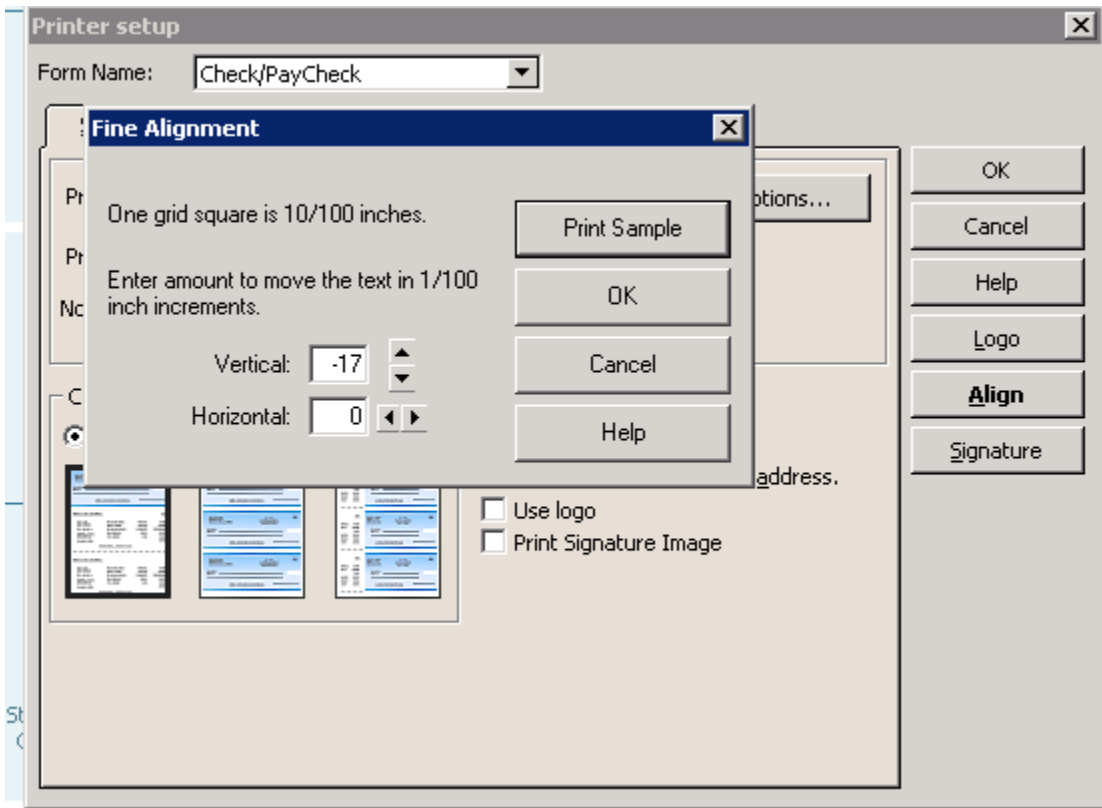 Printer setup
Form Name: Check/PayCheck
Fine Alignment
One grid square is 10/100 inches.
Enter amount to move the text in 1/100
inch increments.
Vertical: -17
Horizontal: 0
Print Sample
OK
Cancel
Help
OK
Cancel
Help
Logo
Align
Signature
address.
Use logo
Print Signature Image